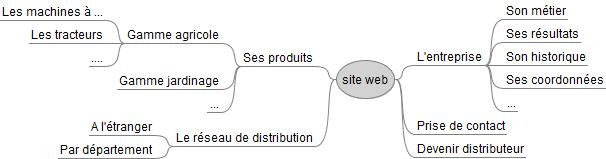 site web
Ses produits
Gamme agricole
Les machines à ...
Les tracteurs
....
Gamme jardinage
...
Le réseau de distribution
A l'étranger
Par département
L'entreprise
Son métier
Ses résultats
Son historique
Ses coordonnées
...
Prise de contact
Devenir distributeur